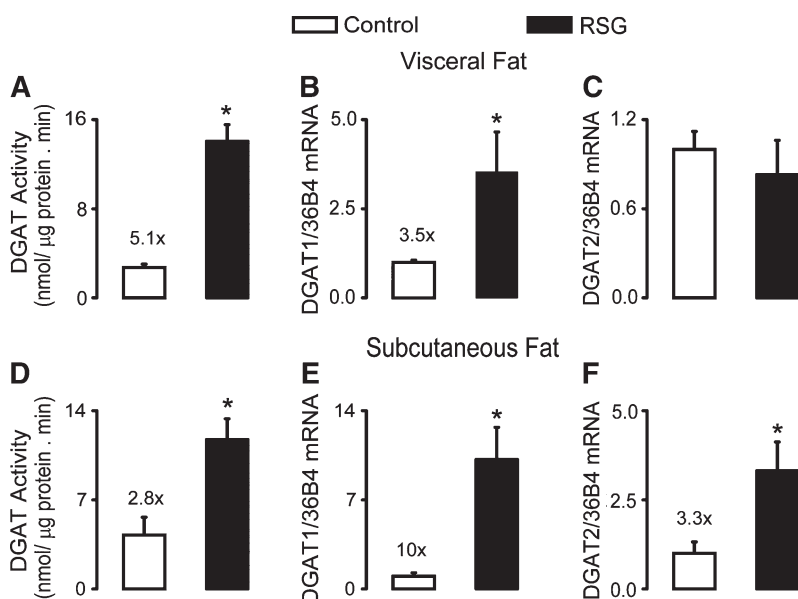 Control
RSG
Visceral Fat
A
DGAT Activity
(nmol/ µg protein . min)
16
8
0
5.1x
*
B
DGAT1/36B4 mRNA
5.0
2.5
0.0
3.5x
*
C
DGAT2/36B4 mRNA
1.2
0.6
0.0
Subcutaneous Fat
D
DGAT Activity
(nmol/ µg protein . min)
14
7
0
2.8x
*
E
DGAT1/36B4 mRNA
14
7
0
10x
*
F
DGAT2/36B4 mRNA
5.0
2.5
0.0
3.3x
*